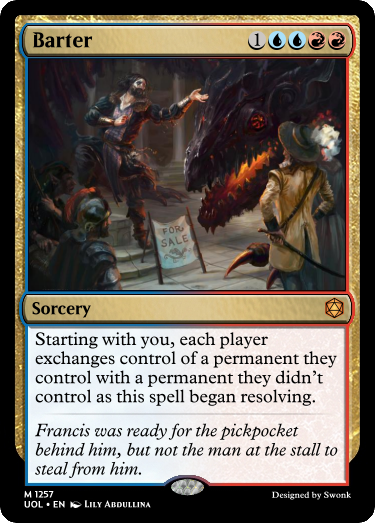 Barter
1
FOR
SALE
Sorcery
Starting with you, each player
exchanges control of a permanent they
control with a permanent they didn't
control as this spell began resolving.
Francis was ready for the pickpocket
behind him, but not the man at the stall to
steal from him.
M 1257
UOL • EN Lily Abdullina
Designed by Swonk